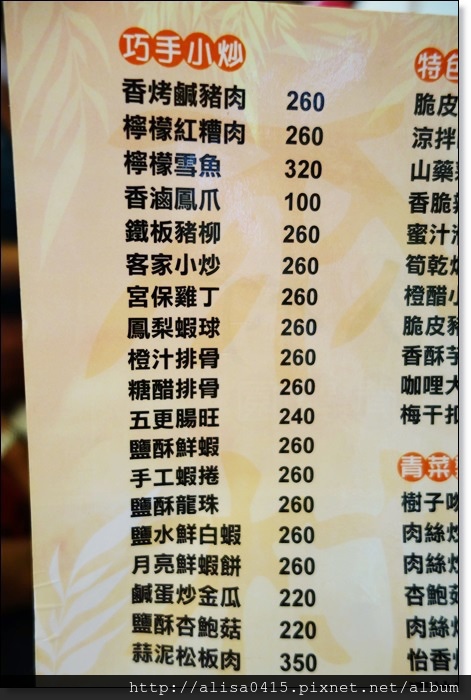 巧手小炒
香烤鹹豬肉 260
檸檬紅糟肉 260
檸檬雪魚 320
香滷鳳爪 100
鐵板豬柳 260
客家小炒 260
宮保雞丁 260
鳳梨蝦球 260
橙汁排骨 260
糖醋排骨 260
五更腸旺 240
鹽酥鮮蝦 260
手工蝦捲 260
鹽酥龍珠 260
鹽水鮮白蝦 260
月亮鮮蝦餅 260
鹹蛋炒金瓜 220
鹽酥杏鮑菇 220
蒜泥松板肉 350
特色
脆皮
涼拌
山藥
香脆
蜜汁
筍乾
橙醋小
脆皮
香酥芋
咖哩大
梅干扣
青菜
樹子
肉絲
肉絲
杏鮑菇
肉絲
怡香
http://alisa0415.pixnet.net/album